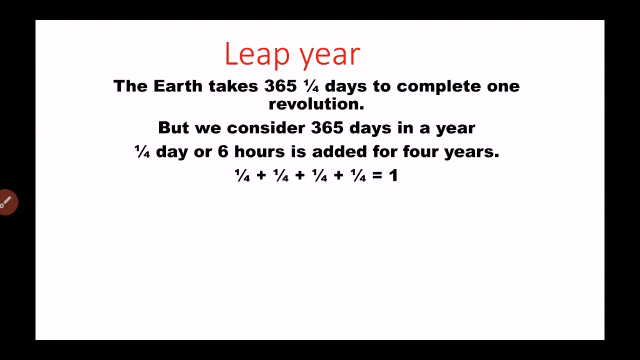 Leap year
The Earth takes 365 ¼ days to complete one
revolution.
But we consider 365 days in a year
¼ day or 6 hours is added for four years.
¼ + ¼ + ¼ + ¼ = 1